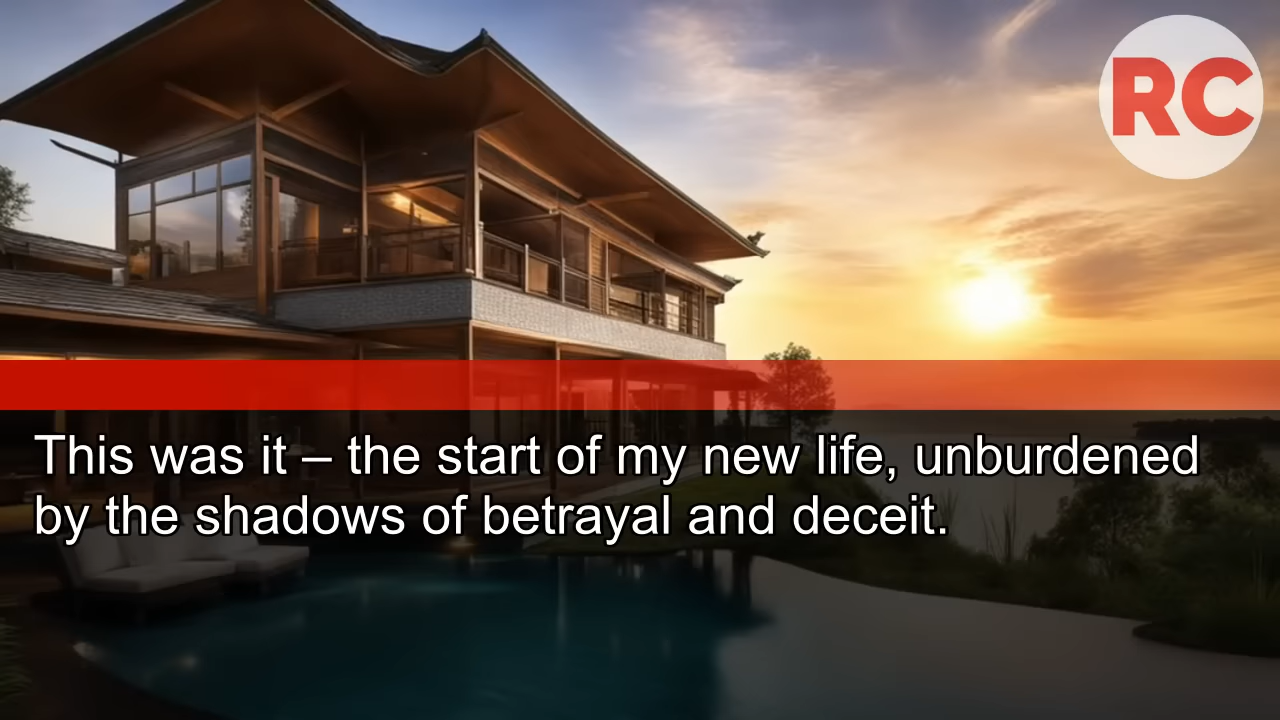 RC
This was it – the start of my new life, unburdened
by the shadows of betrayal and deceit.